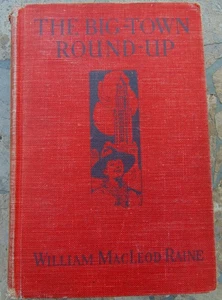 THE BIG-TOWN
ROUND-UP
WILLIAM MACLEOD RAINE